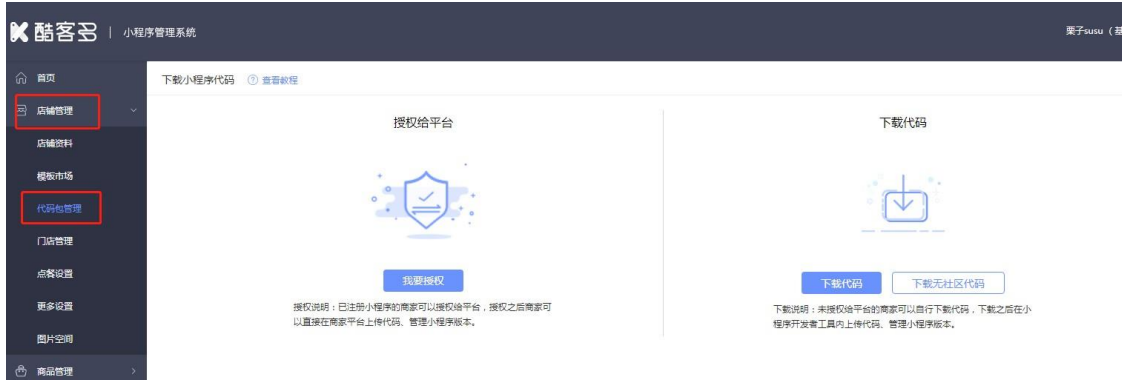 酷客多 | 小程序管理系统
栗子susu（基
首页
下载小程序代码 ? 查看教程
店铺管理
授权给平台
下载代码
店铺资料
模板市场
代码包管理
门店管理
点餐设置
我要授权
下载代码
下载无社区代码
更多设置
授权说明：已注册小程序的商家可以授权给平台，授权之后商家可
以直接在商家平台上传代码、管理小程序版本。
下载说明：未授权给平台的商家可以自行下载代码，下载之后在小
程序开发者工具内上传代码、管理小程序版本。
图片空间
商品管理